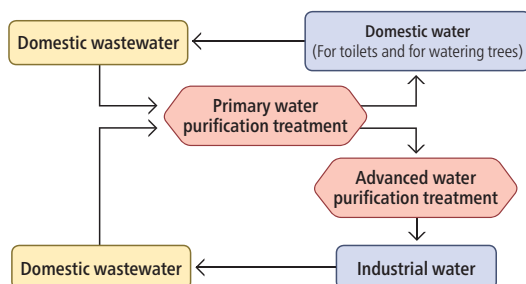 Domestic wastewater
Domestic water
(For toilets and for watering trees)
Primary water
purification treatment
Advanced water
purification treatment
Domestic wastewater
Industrial water